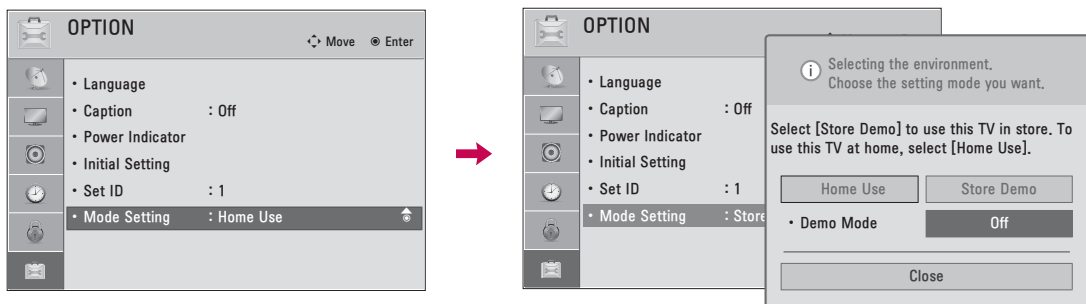 OPTION
Move Enter
• Language
• Caption : Off
• Power Indicator
• Initial Setting
• Set ID : 1
• Mode Setting : Home Use
OPTION
• Language
• Caption : Off
• Power Indicator
• Initial Setting
• Set ID : 1
• Mode Setting : Store
i
Selecting the environment.
Choose the setting mode you want.
Select [Store Demo] to use this TV in store. To
use this TV at home, select [Home Use].
Home Use Store Demo
• Demo Mode Off
Close